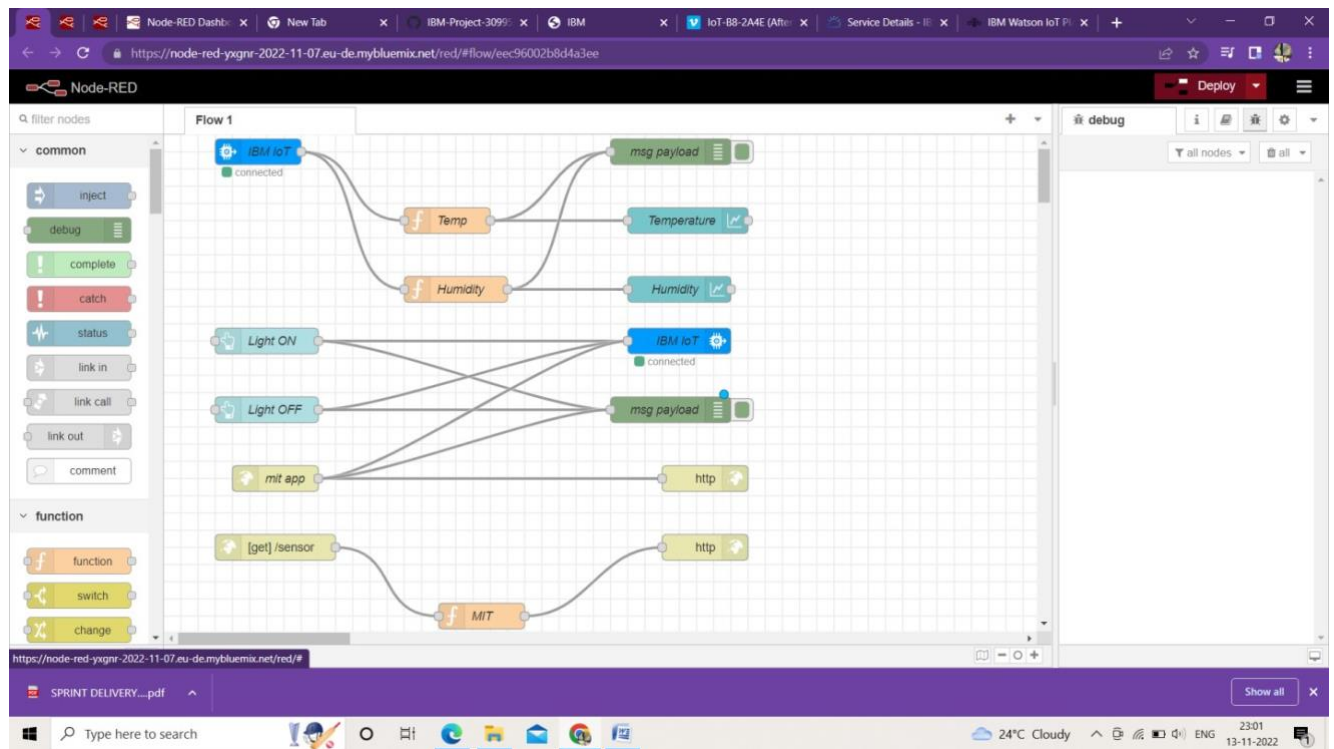 Node-RED Dashb
New Tab
IBM-Project-3099
IBM
IoT-B8-2A4E (After
Service Details - IB
IBM Watson IoT Pl
https://node-red-yxgnr-2022-11-07.eu-de.mybluemix.net/red/#flow/eec96002b8d4a3ee
Node-RED
Deploy
filter nodes
Flow 1
debug
i
all nodes
all
common
inject
debug
complete
catch
status
link in
link call
link out
comment
function
function
switch
change
IBM IoT
connected
msg payload
Temp
Temperature
Humidity
Humidity
Light ON
IBM IoT
connected
Light OFF
msg payload
mit app
http
[get] /sensor
http
MIT
https://node-red-yxgnr-2022-11-07.eu-de.mybluemix.net/red/#
SPRINT DELIVERY....pdf
Show all
Type here to search
24°C Cloudy
ENG
23:01
13-11-2022
1